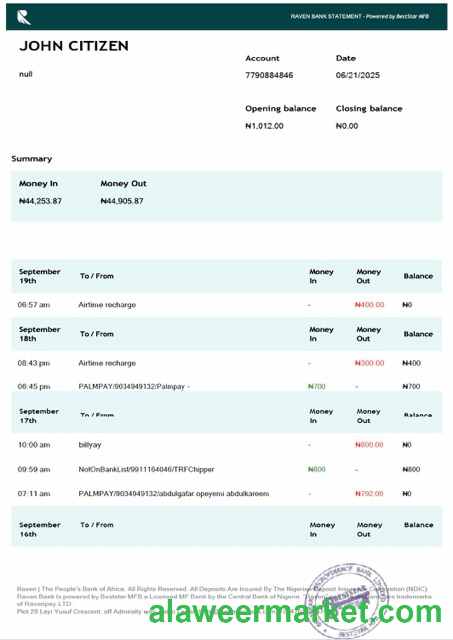 RAVEN BANK STATEMENT - Powered by BestStar MFB
JOHN CITIZEN
null
Account
Date
7790884846
06/21/2025
Opening balance
Closing balance
₦1,012.00
₦0.00
Summary
Money In
Money Out
₦44,253.87
₦44,905.87
September 19th To / From Money In Money Out Balance
06:57 am Airtime recharge - ₦400.00 ₦0
September 18th To / From Money In Money Out Balance
08:43 pm Airtime recharge - ₦300.00 ₦400
06:45 pm PALMPAY/9034949132/Palmpay - ₦700 - ₦700
September 17th To / From Money In Money Out Balance
10:00 am billyay - ₦800.00 ₦0
09:59 am NotOnBankList/9911164046/TRFChipper ₦800 - ₦800
07:11 am PALMPAY/9034949132/abdulgafar opeyemi abdulkareem - ₦792.00 ₦0
September 16th To / From Money In Money Out Balance
Raven | The People's Bank of Africa. All Rights Reserved. All Deposits Are Insured By The Nigerian Deposit Insurance Corporation (NDIC)
Raven Bank is powered by Bestster MFB a Licensed MF Bank by the Central Bank of Nigeria trademarks
of Ravenpay LTD
Plot 29 Layi Yusuf Crescent, off Admiralty
alaweermarket.com